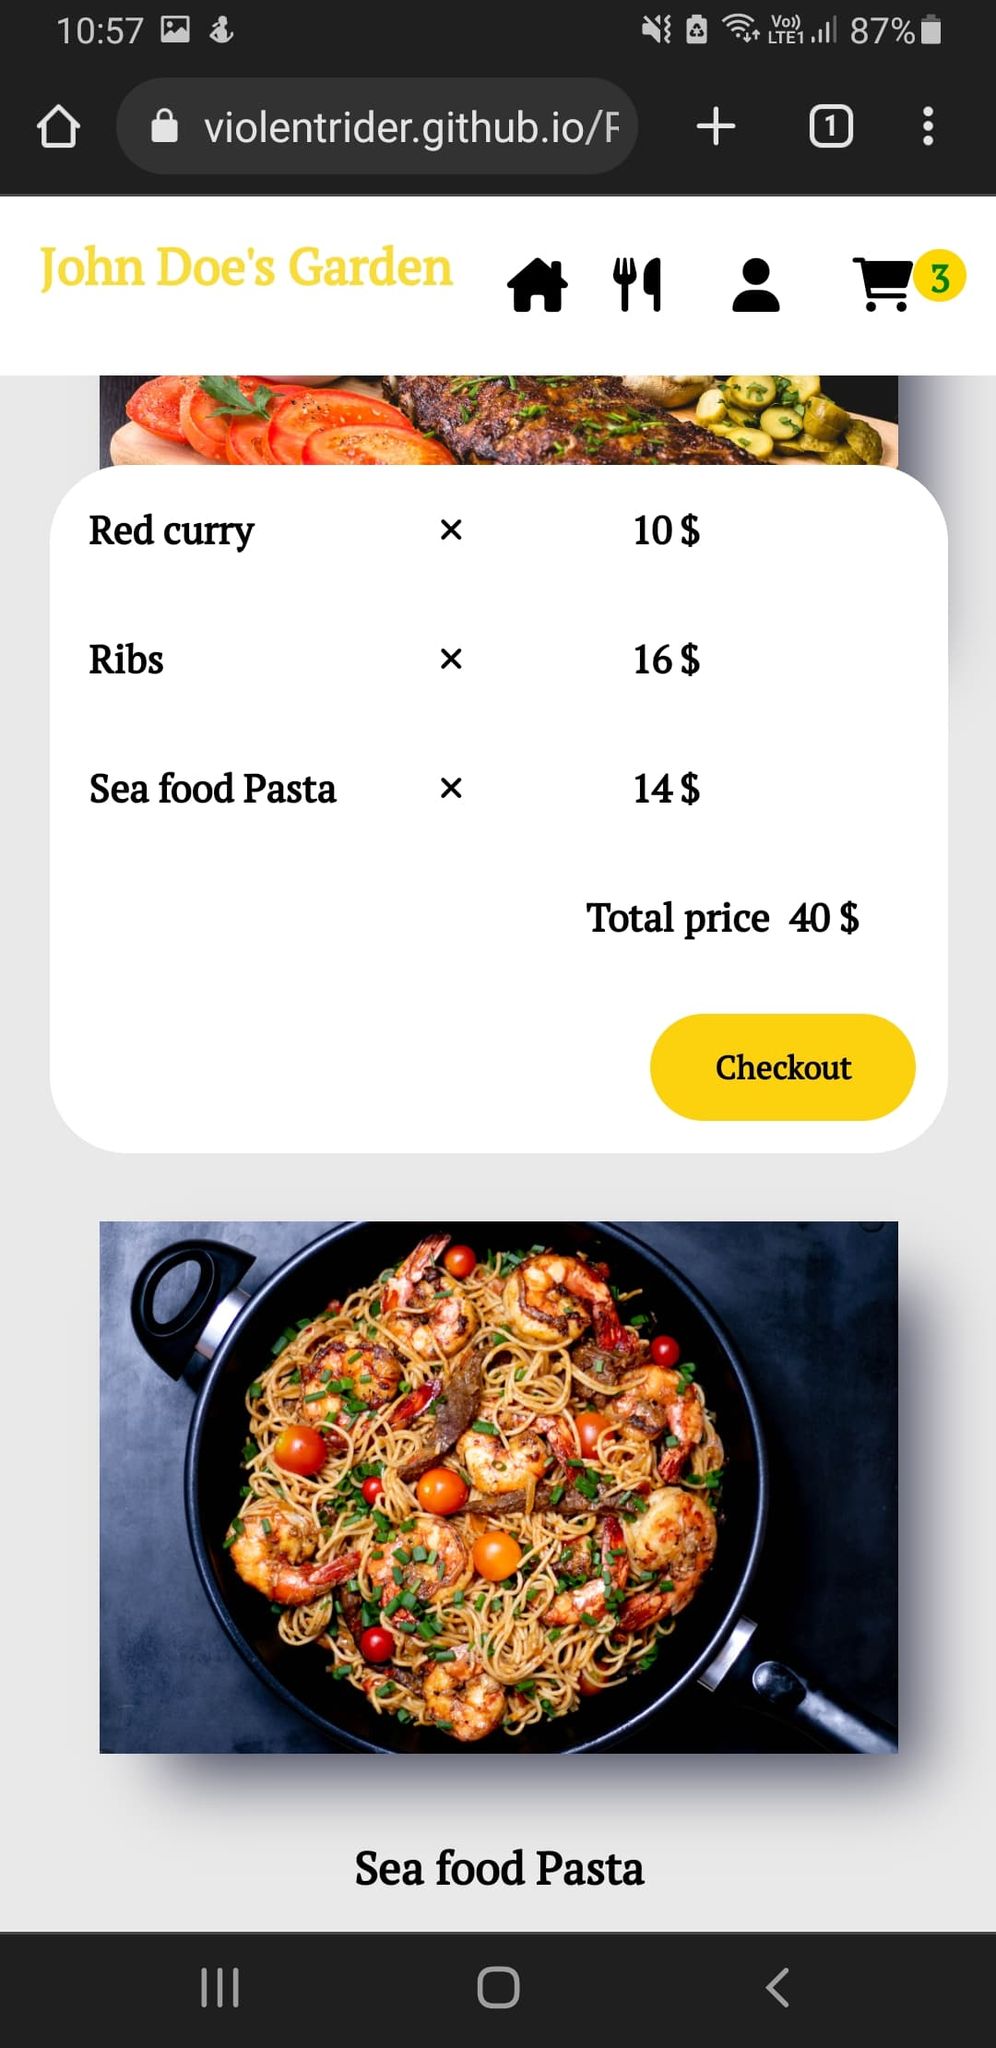 10:57 Vo)) LTE1 87%
violentrider.github.io/F 1
John Doe's Garden 3
Red curry × 10 $
Ribs × 16 $
Sea food Pasta × 14 $
Total price 40 $
Checkout
Sea food Pasta